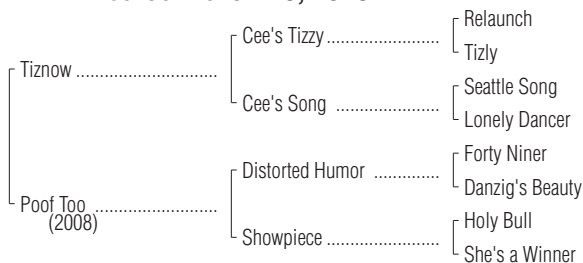 Relaunch
Cee's Tizzy ........................
Tizly
Tiznow ..............................
Seattle Song
Cee's Song ......................
Lonely Dancer
Forty Niner
Distorted Humor ..............
Danzig's Beauty
Poof Too ..........................
(2008)
Holy Bull
Showpiece ........................
She's a Winner